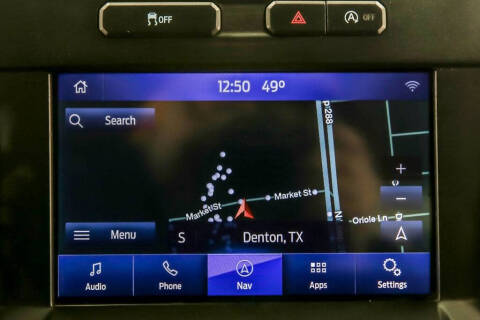 OFF
OFF
12:50 49°
Search
p 288
Market St
Market St
N
Oriole Ln
Menu
S
Denton, TX
Audio
Phone
Nav
Apps
Settings